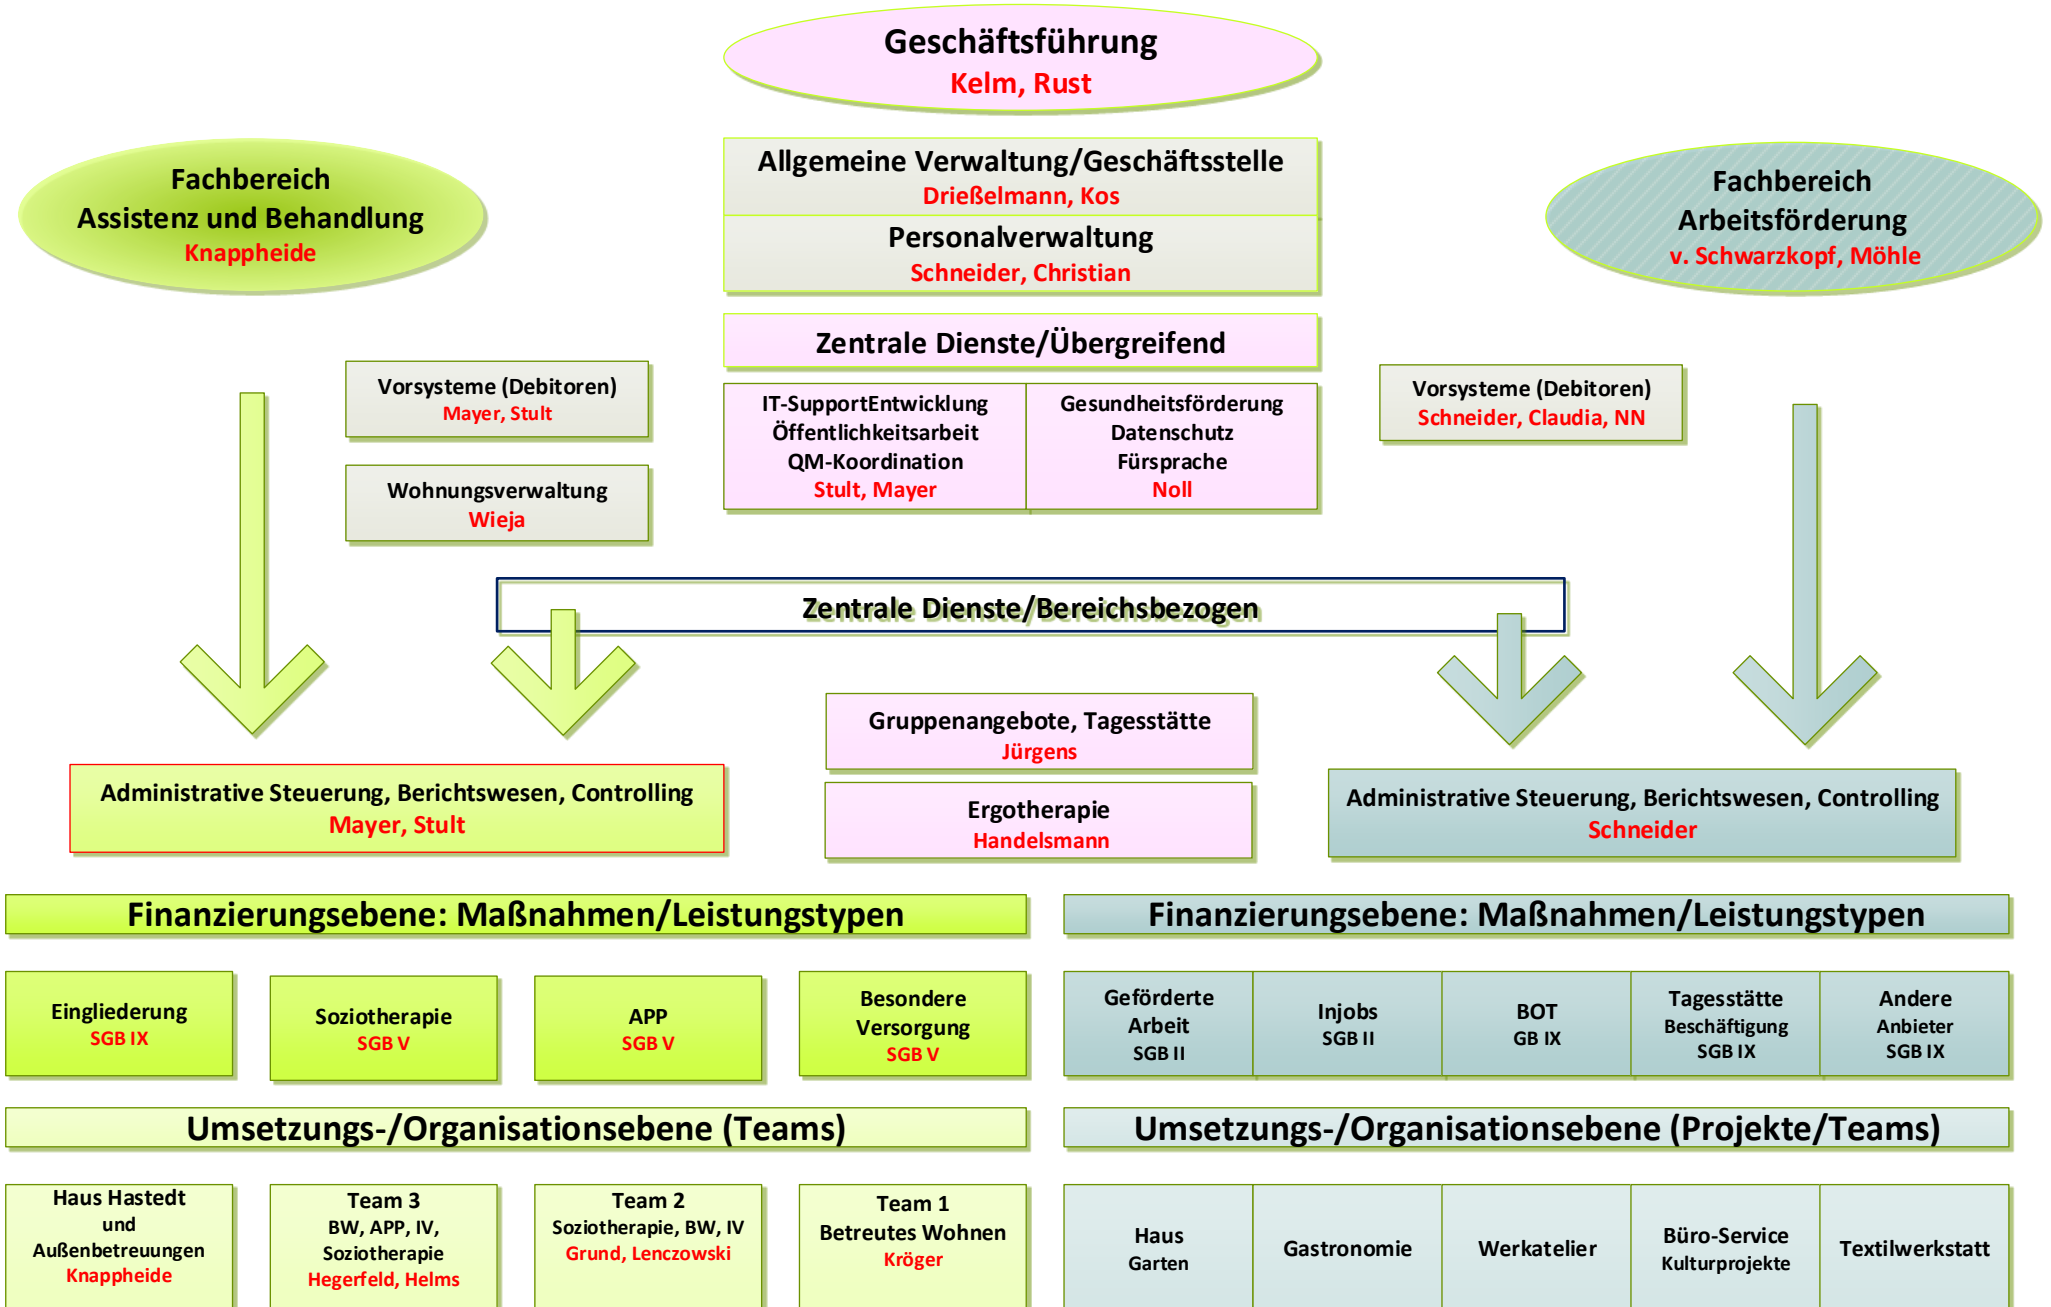 Geschäftsführung
Kelm, Rust
Fachbereich
Assistenz und Behandlung
Knappheide
Allgemeine Verwaltung/Geschäftsstelle
Drießelmann, Kos
Personalverwaltung
Schneider, Christian
Fachbereich
Arbeitsförderung
v. Schwarzkopf, Möhle
Zentrale Dienste/Übergreifend
Vorsysteme (Debitoren)
Mayer, Stult
Wohnungsverwaltung
Wieja
IT-SupportEntwicklung
Öffentlichkeitsarbeit
QM-Koordination
Stult, Mayer
Gesundheitsförderung
Datenschutz
Fürsprache
Noll
Vorsysteme (Debitoren)
Schneider, Claudia, NN
Zentrale Dienste/Bereichsbezogen
Gruppenangebote, Tagesstätte
Jürgens
Ergotherapie
Handelsmann
Administrative Steuerung, Berichtswesen, Controlling
Mayer, Stult
Administrative Steuerung, Berichtswesen, Controlling
Schneider
Finanzierungsebene: Maßnahmen/Leistungstypen
Finanzierungsebene: Maßnahmen/Leistungstypen
Eingliederung
SGB IX
Soziotherapie
SGB V
APP
SGB V
Besondere
Versorgung
SGB V
Geförderte
Arbeit
SGB II
Injobs
SGB II
BOT
GB IX
Tagesstätte
Beschäftigung
SGB IX
Andere
Anbieter
SGB IX
Umsetzungs-/Organisationsebene (Teams)
Umsetzungs-/Organisationsebene (Projekte/Teams)
Haus Hastedt
und
Außenbetreuungen
Knappheide
Team 3
BW, APP, IV,
Soziotherapie
Hegerfeld, Helms
Team 2
Soziotherapie, BW, IV
Grund, Lenczowski
Team 1
Betreutes Wohnen
Kröger
Haus
Garten
Gastronomie
Werkatelier
Büro-Service
Kulturprojekte
Textilwerkstatt